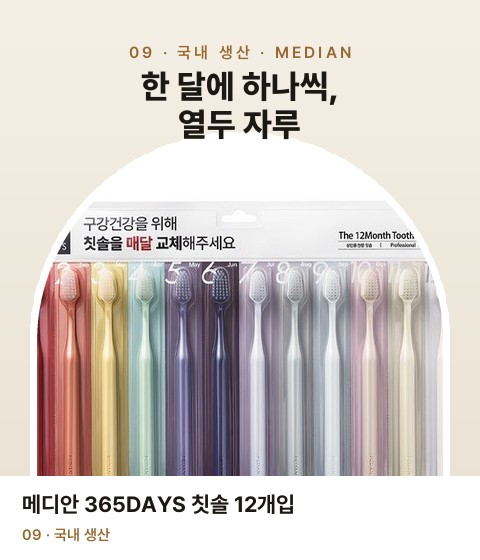 09 · 국내 생산 · MEDIAN
한 달에 하나씩,
열두 자루
구강건강을 위해
칫솔을 매달 교체해주세요
The 12Month Tooth
Professional
5 May
6 Jun
7
8
9
메디안 365DAYS 칫솔 12개입
09 · 국내 생산